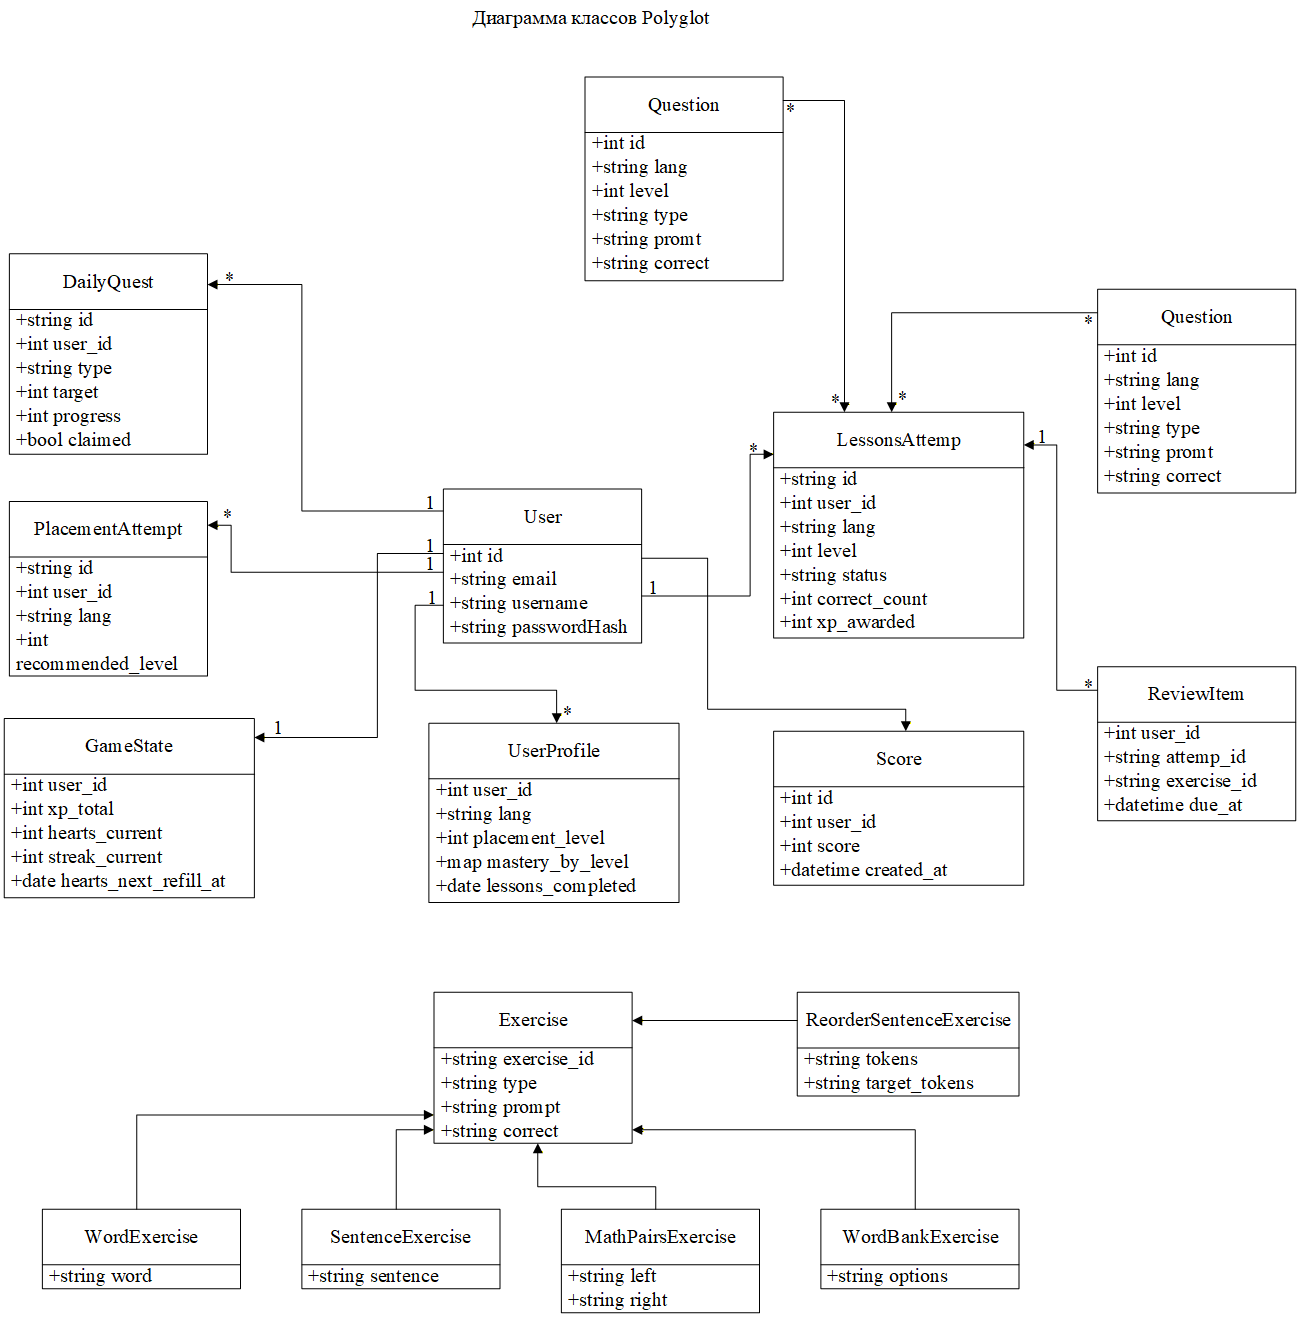 Диаграмма классов Polyglot
Question
+int id
+string lang
+int level
+string type
+string promt
+string correct
*
*
DailyQuest
+string id
+int user_id
+string type
+int target
+int progress
+bool claimed
*
1
Question
+int id
+string lang
+int level
+string type
+string promt
+string correct
*
*
LessonsAttemp
+string id
+int user_id
+string lang
+int level
+string status
+int correct_count
+int xp_awarded
*
1
1
*
PlacementAttempt
+string id
+int user_id
+string lang
+int
recommended_level
*
1
User
+int id
+string email
+string username
+string passwordHash
1
1
1
*
GameState
+int user_id
+int xp_total
+int hearts_current
+int streak_current
+date hearts_next_refill_at
UserProfile
+int user_id
+string lang
+int placement_level
+map mastery_by_level
+date lessons_completed
Score
+int id
+int user_id
+int score
+datetime created_at
ReviewItem
+int user_id
+string attemp_id
+string exercise_id
+datetime due_at
Exercise
+string exercise_id
+string type
+string prompt
+string correct
ReorderSentenceExercise
+string tokens
+string target_tokens
WordExercise
+string word
SentenceExercise
+string sentence
MathPairsExercise
+string left
+string right
WordBankExercise
+string options